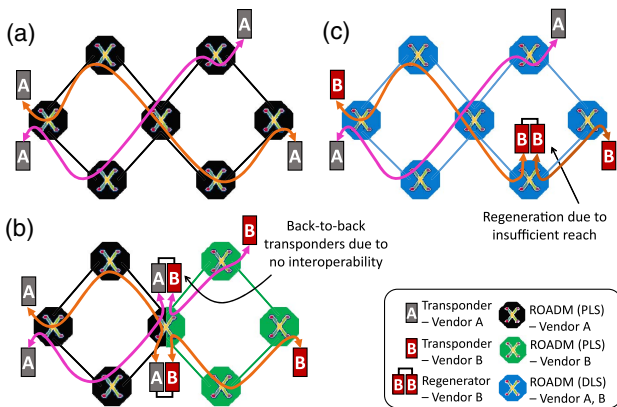 (a)
A
A
A
A
(c)
A
B
A
B B
B
Regeneration due to
insufficient reach
(b)
Back-to-back
transponders due to
no interoperability
B
A B
A
A
A B
B
A Transponder
– Vendor A
B Transponder
– Vendor B
B B Regenerator
– Vendor B
ROADM (PLS)
– Vendor A
ROADM (PLS)
– Vendor B
ROADM (DLS)
– Vendor A, B